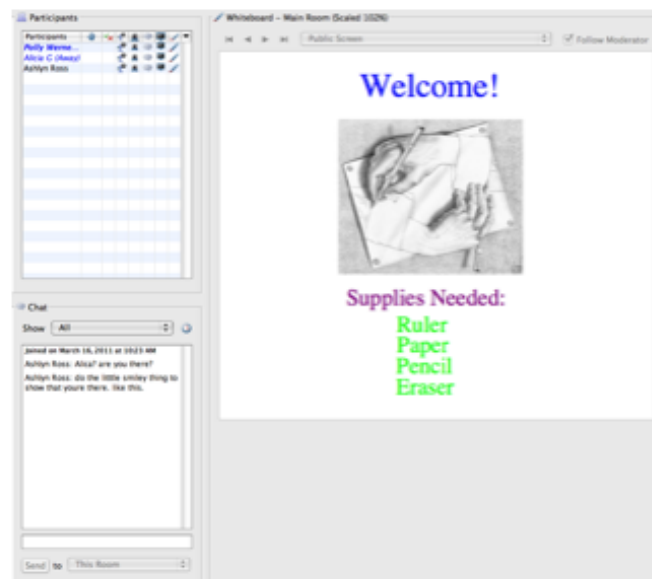 Participants
Participants
Molly Werne...
Alicia C (Away)
Ashlyn Ross
Chat
Show All
Joined on March 16, 2011 at 10:23 AM
Ashlyn Ross: Alica? are you there?
Ashlyn Ross: do the little smiley thing to
show that youre there. like this.
Send to This Room
Whiteboard - Main Room (Scaled 102%)
Public Screen
Follow Moderator
Welcome!
Supplies Needed:
Ruler
Paper
Pencil
Eraser